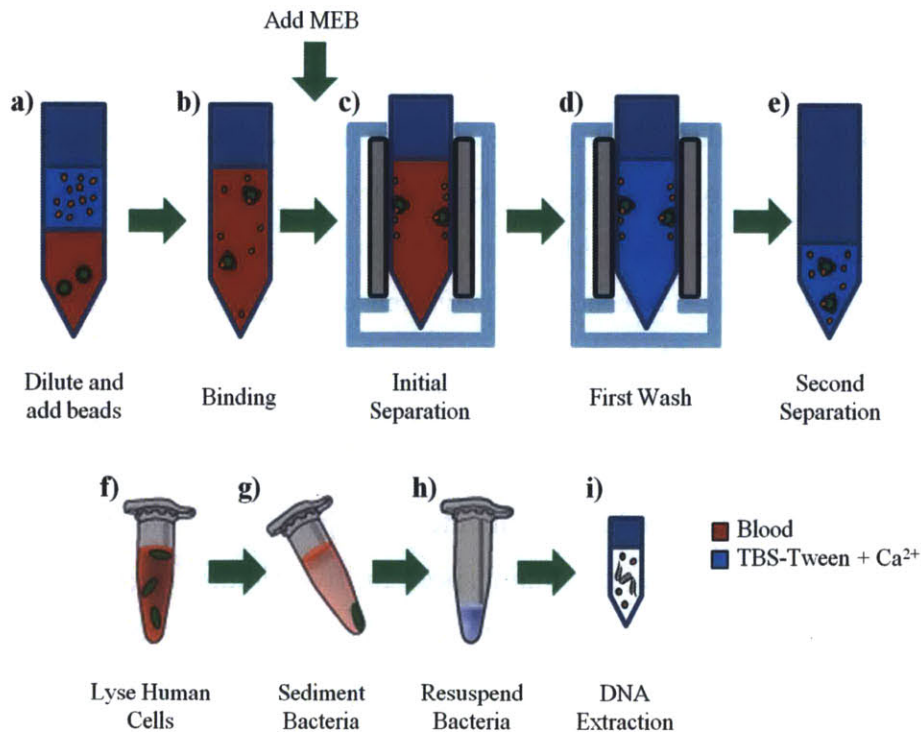 Add MEB
a)
b)
c)
d)
e)
Dilute and
add beads
Binding
Initial
Separation
First Wash
Second
Separation
f)
g)
h)
i)
Blood
TBS-Tween + Ca²⁺
Lyse Human
Cells
Sediment
Bacteria
Resuspend
Bacteria
DNA
Extraction